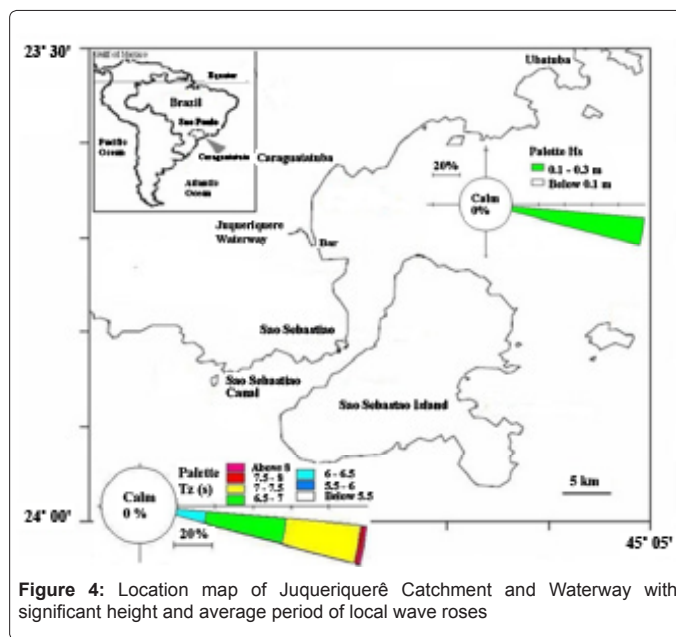 23° 30'
Gulf of Mexico
Equator
Brazil
Sao Paulo
Pacific
Ocean
Caraguatatuba
Atlantic
Ocean
Ubatuba
Caraguatatuba
20%
Palette Hs
0.1 - 0.3 m
Below 0.1 m
Calm
0%
Juqueriquere
Waterway
Bar
Sao Sebastiao
Sao Sebastiao
Canal
Sao Sebastao Island
5 km
Palette
Tz (s)
Above 8
7.5 - 8
7 - 7.5
6.5 - 7
6 - 6.5
5.5 - 6
Below 5.5
Calm
0 %
20%
24° 00'
45° 05'
Figure 4: Location map of Juqueriquerê Catchment and Waterway with
significant height and average period of local wave roses